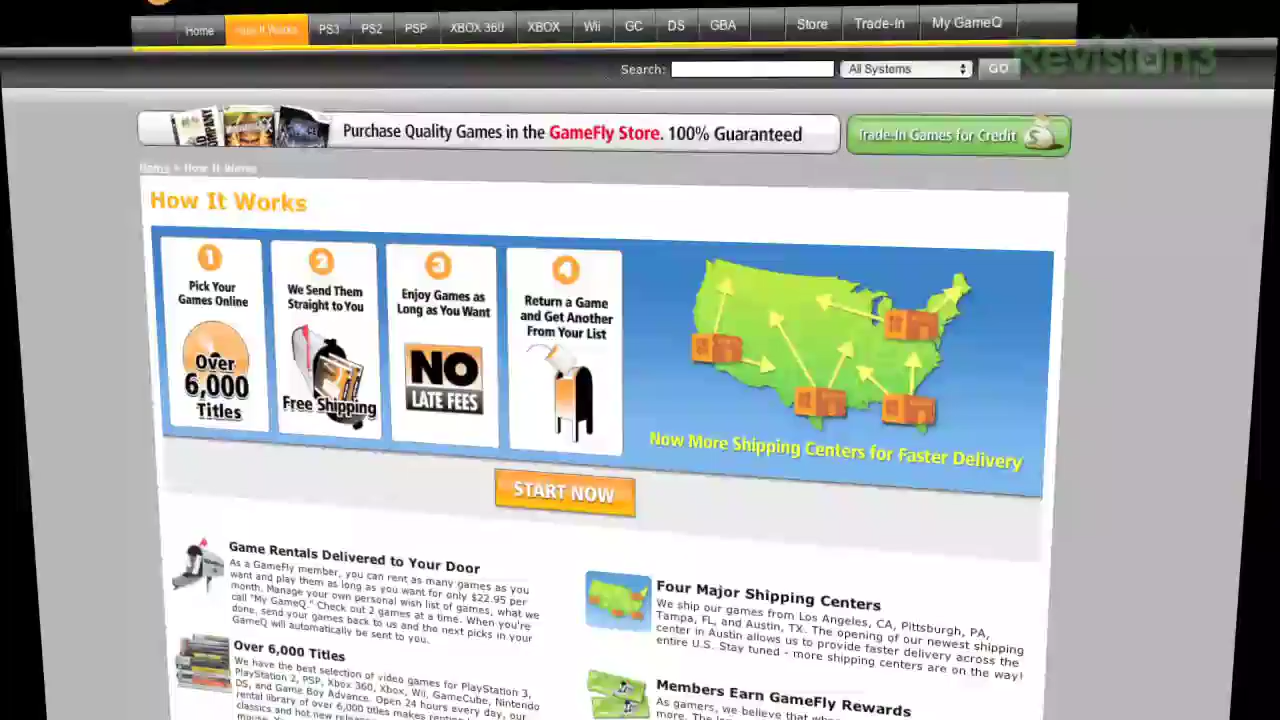 Home How It Works PS3 PS2 PSP XBOX 360 XBOX Wii GC DS GBA Store Trade-In My GameQ
Revision3
Search: All Systems GO
Purchase Quality Games in the GameFly Store. 100% Guaranteed
Trade-In Games for Credit
Home > How It Works
How It Works
1
Pick Your
Games Online
Over
6,000
Titles
2
We Send Them
Straight to You
Free Shipping
3
Enjoy Games as
Long as You Want
NO
LATE FEES
4
Return a Game
and Get Another
From Your List
Now More Shipping Centers for Faster Delivery
START NOW
Game Rentals Delivered to Your Door
As a GameFly member, you can rent as many games as you
want and play them as long as you want for only $22.95 per
month. Manage your own personal wish list of games, what we
call "My GameQ." Check out 2 games at a time. When you're
done, send your games back to us and the next picks in your
GameQ will automatically be sent to you.
Over 6,000 Titles
We have the best selection of video games for PlayStation 3,
PlayStation 2, PSP, Xbox 360, Xbox, Wii, GameCube, Nintendo
DS, and Game Boy Advance. Open 24 hours every day, our
rental library of over 6,000 titles makes
classics and hot new
Four Major Shipping Centers
We ship our games from Los Angeles, CA, Pittsburgh, PA,
Tampa, FL, and Austin, TX. The opening of our newest shipping
center in Austin allows us to provide faster delivery across the
entire U.S. Stay tuned - more shipping centers are on the way!
Members Earn GameFly Rewards
As gamers, we believe that
more. The